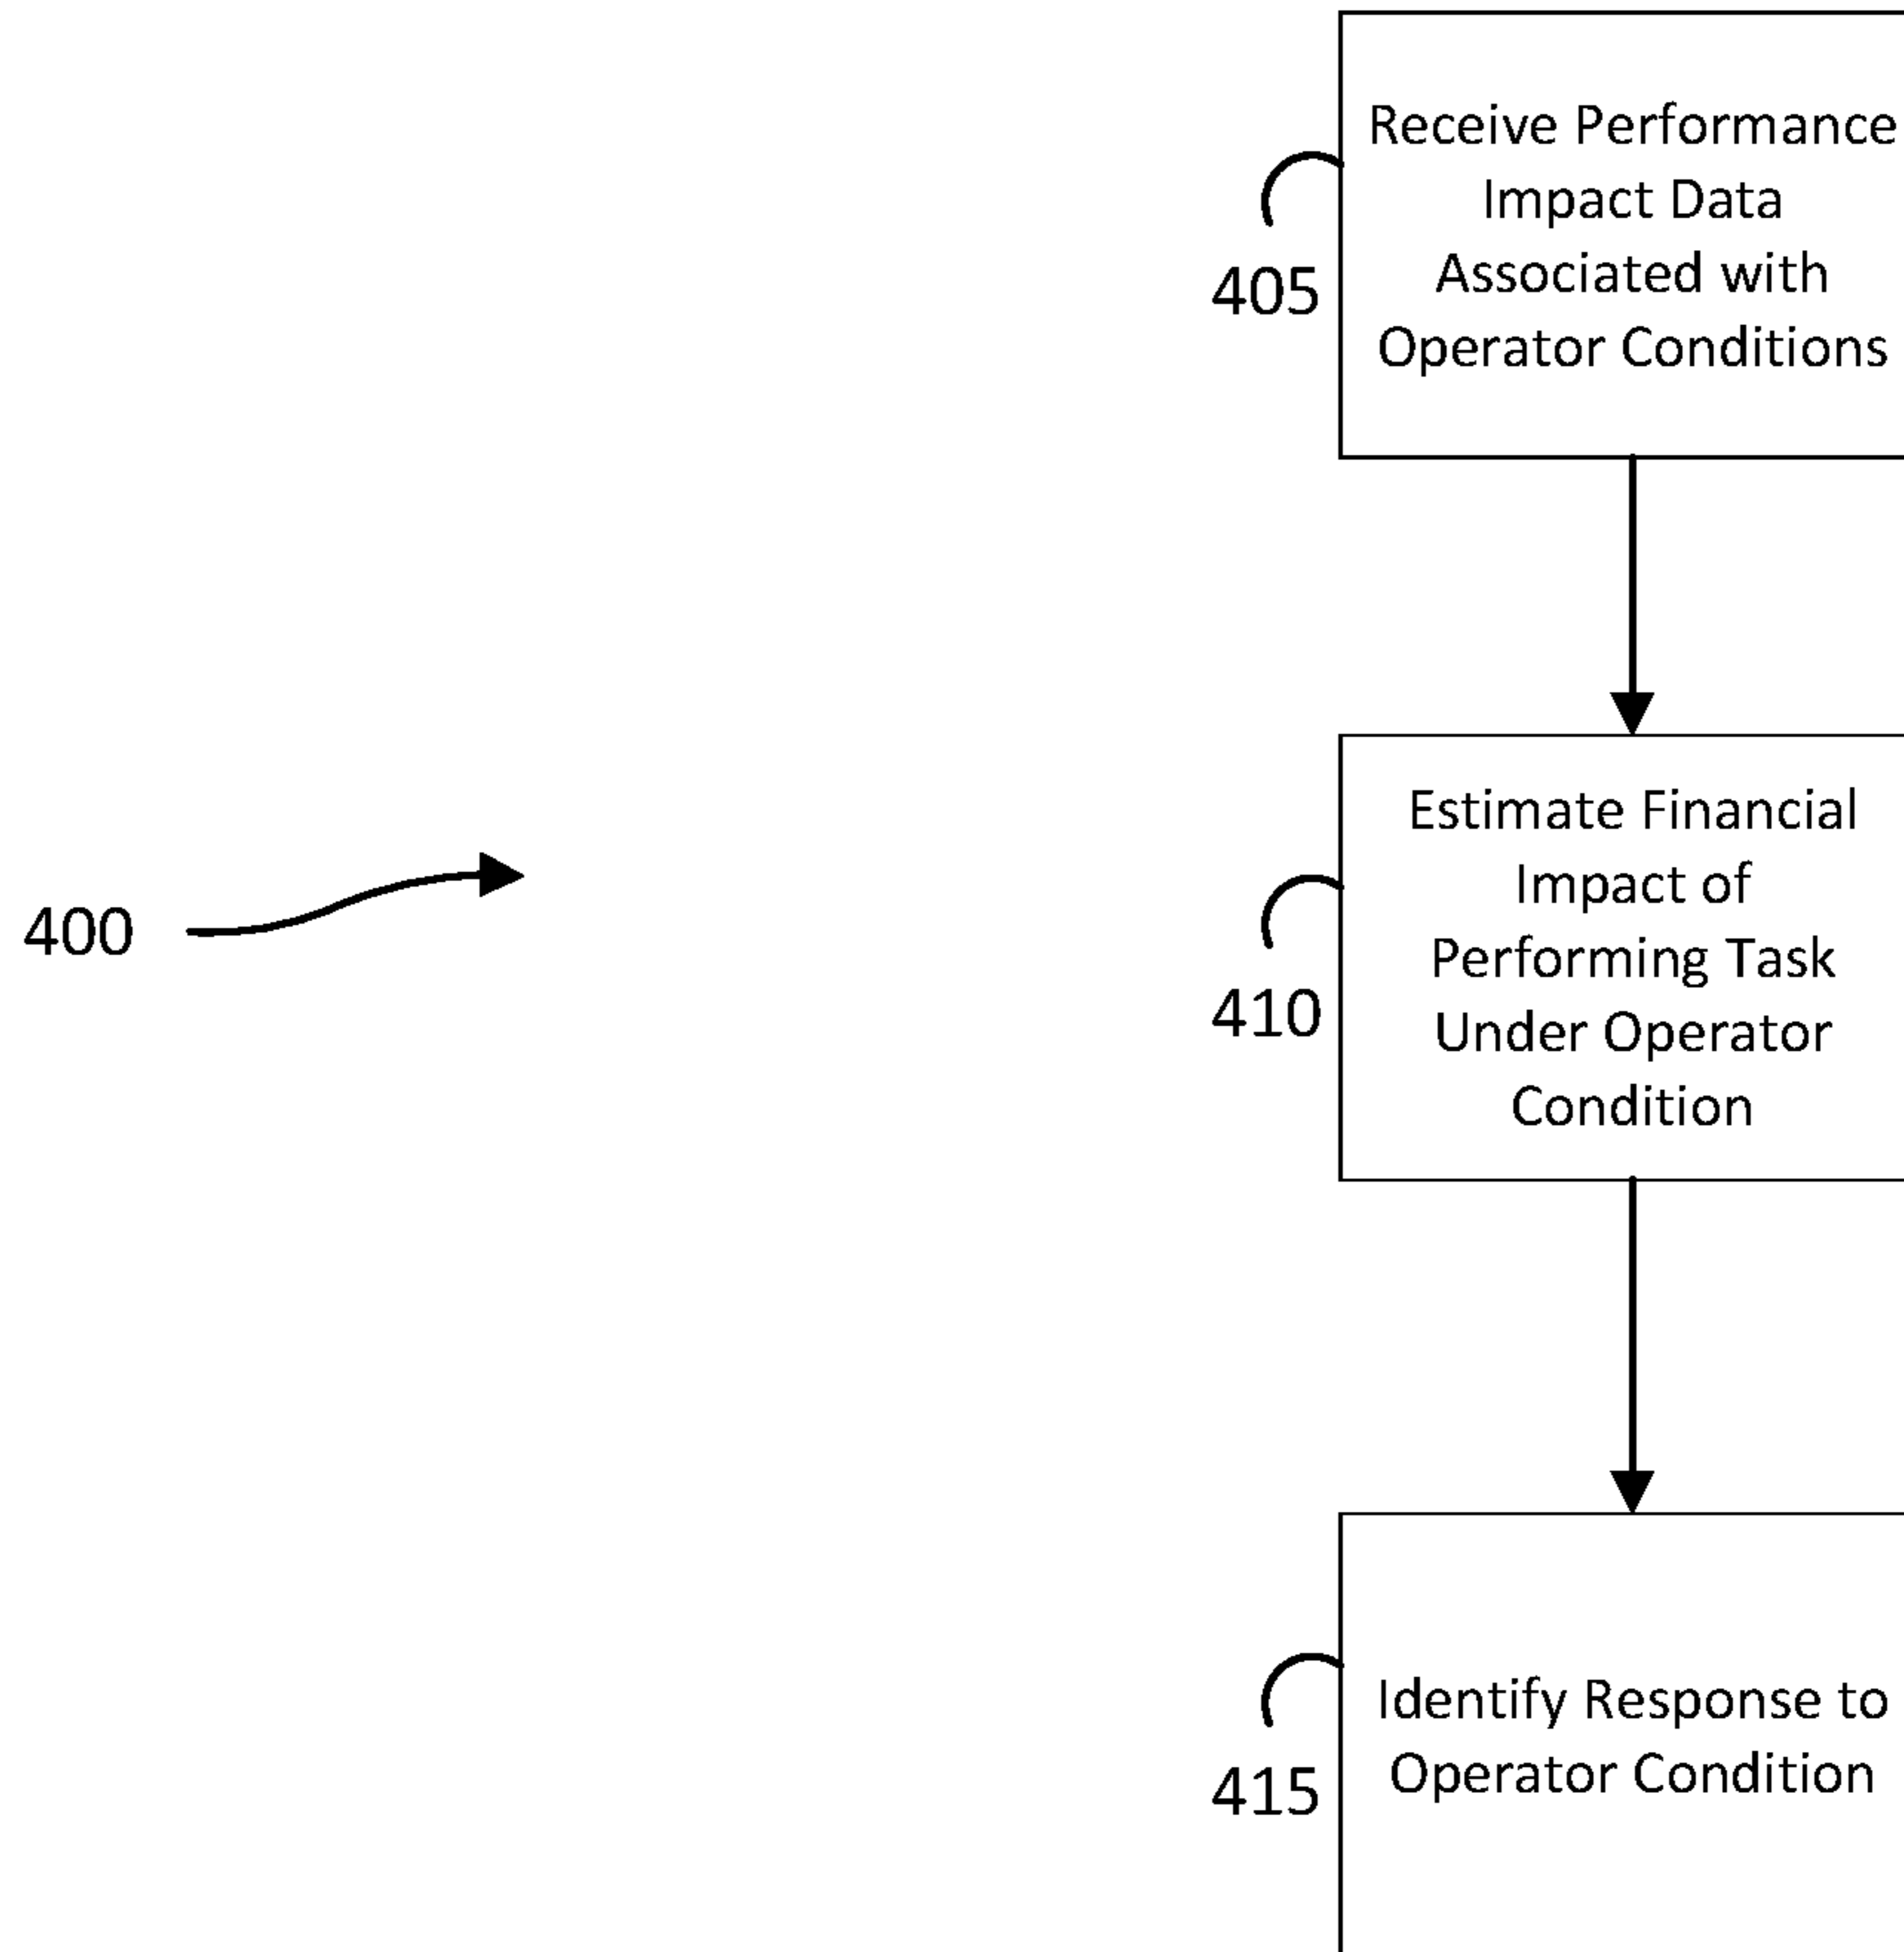 Receive Performance
Impact Data
Associated with
Operator Conditions
405
Estimate Financial
Impact of
Performing Task
Under Operator
Condition
410
400
Identify Response to
Operator Condition
415